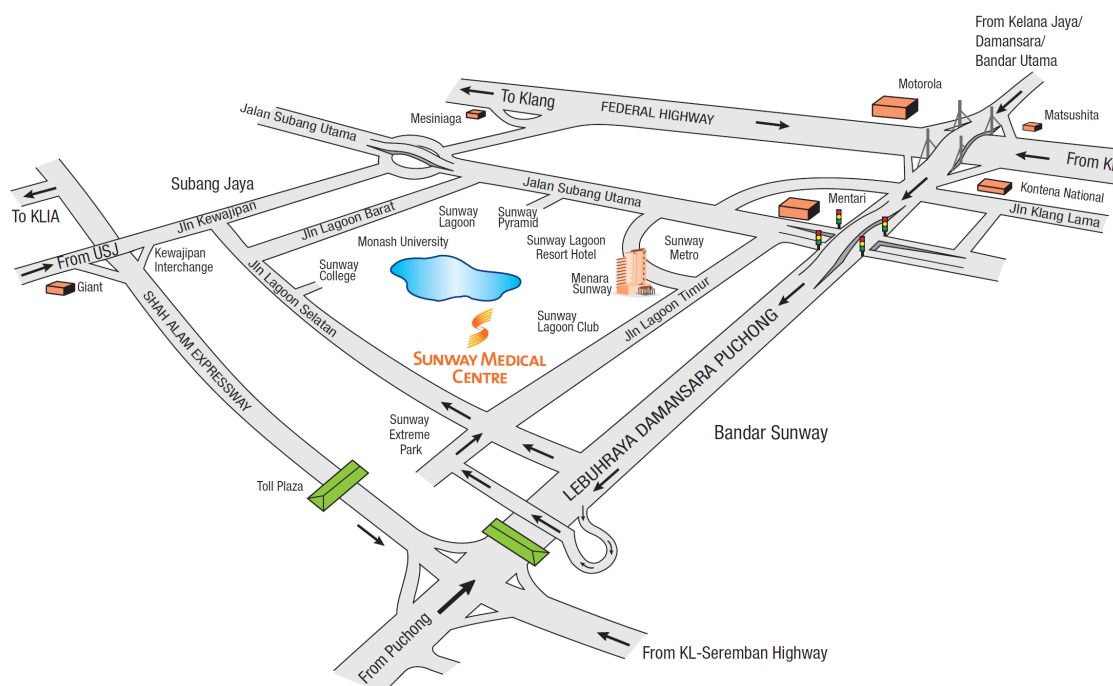 From Kelana Jaya/
Damansara/
Bandar Utama
Motorola
Matsushita
To Klang
FEDERAL HIGHWAY
Mesiniaga
Jalan Subang Utama
From KL
Kontena National
Jln Klang Lama
Subang Jaya
Jalan Subang Utama
Mentari
To KLIA
Jln Kewajipan
Jln Lagoon Barat
Sunway
Lagoon
Sunway
Pyramid
Monash University
Sunway Lagoon
Resort Hotel
Sunway
Metro
From USJ
Kewajipan
Interchange
Sunway
College
Menara
Sunway
Giant
Jln Lagoon Selatan
Sunway
Lagoon Club
Jln Lagoon Timur
SHAH ALAM EXPRESSWAY
SUNWAY MEDICAL
CENTRE
LEBUHRAYA DAMANSARA PUCHONG
Sunway
Extreme
Park
Bandar Sunway
Toll Plaza
From Puchong
From KL-Seremban Highway